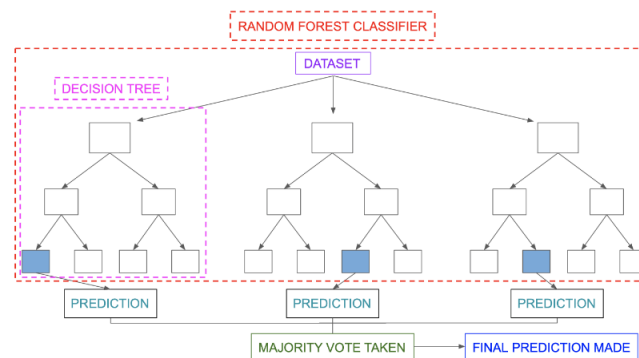 RANDOM FOREST CLASSIFIER
DATASET
DECISION TREE
PREDICTION
PREDICTION
PREDICTION
MAJORITY VOTE TAKEN
FINAL PREDICTION MADE